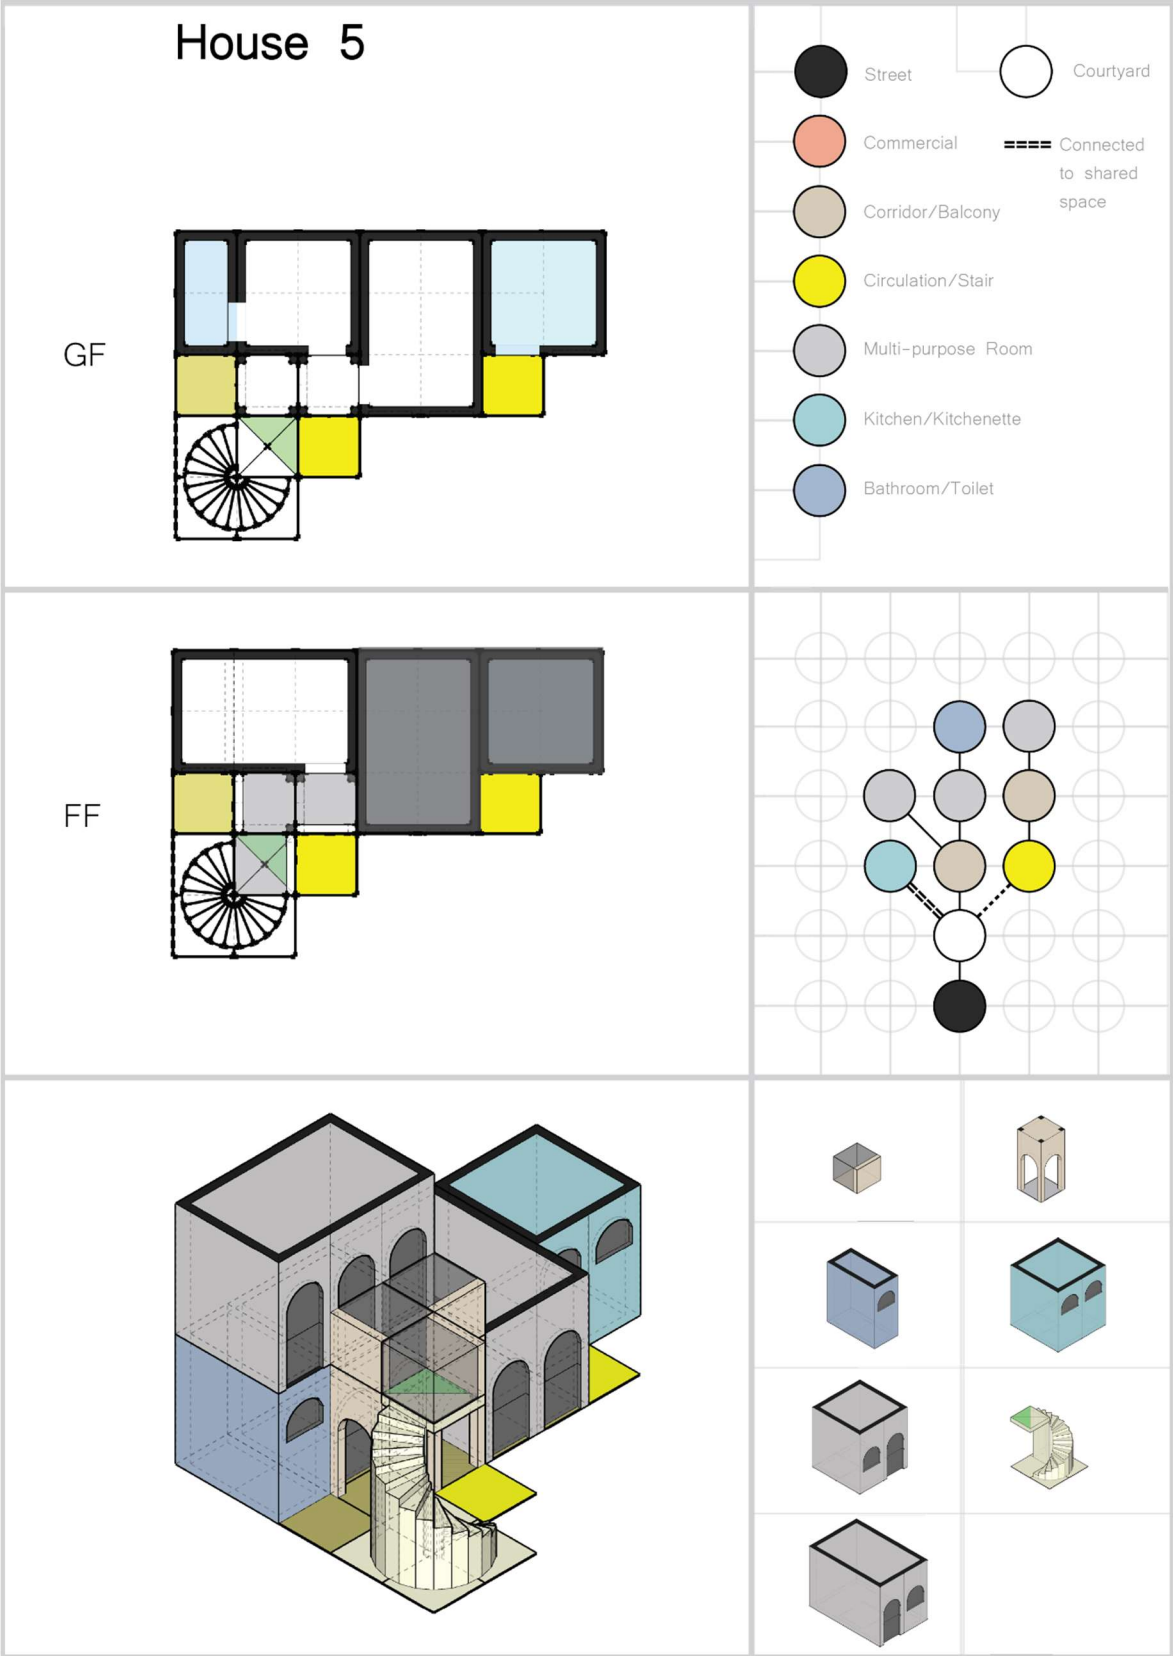 House 5
GF
Street
Courtyard
Commercial
Connected
to shared
space
Corridor/Balcony
Circulation/Stair
Multi-purpose Room
Kitchen/Kitchenette
Bathroom/Toilet
FF